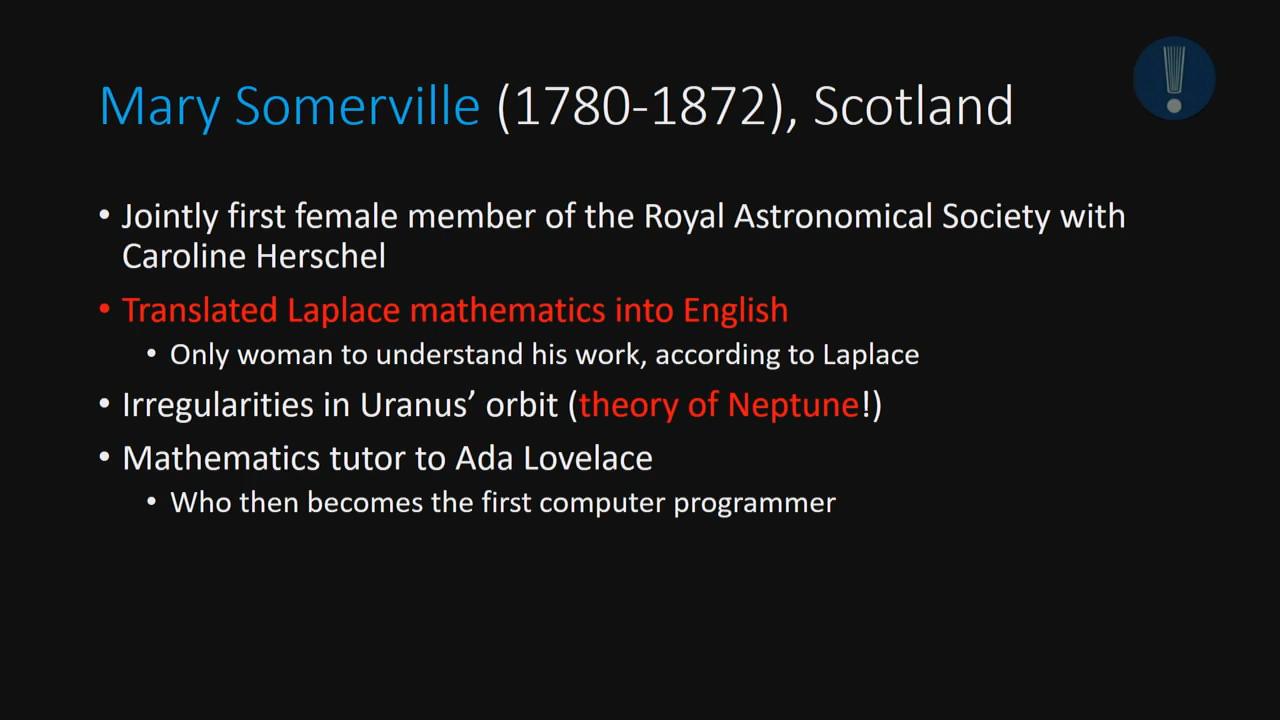 Mary Somerville (1780-1872), Scotland
• Jointly first female member of the Royal Astronomical Society with
Caroline Herschel
• Translated Laplace mathematics into English
• Only woman to understand his work, according to Laplace
• Irregularities in Uranus’ orbit (theory of Neptune!)
• Mathematics tutor to Ada Lovelace
• Who then becomes the first computer programmer